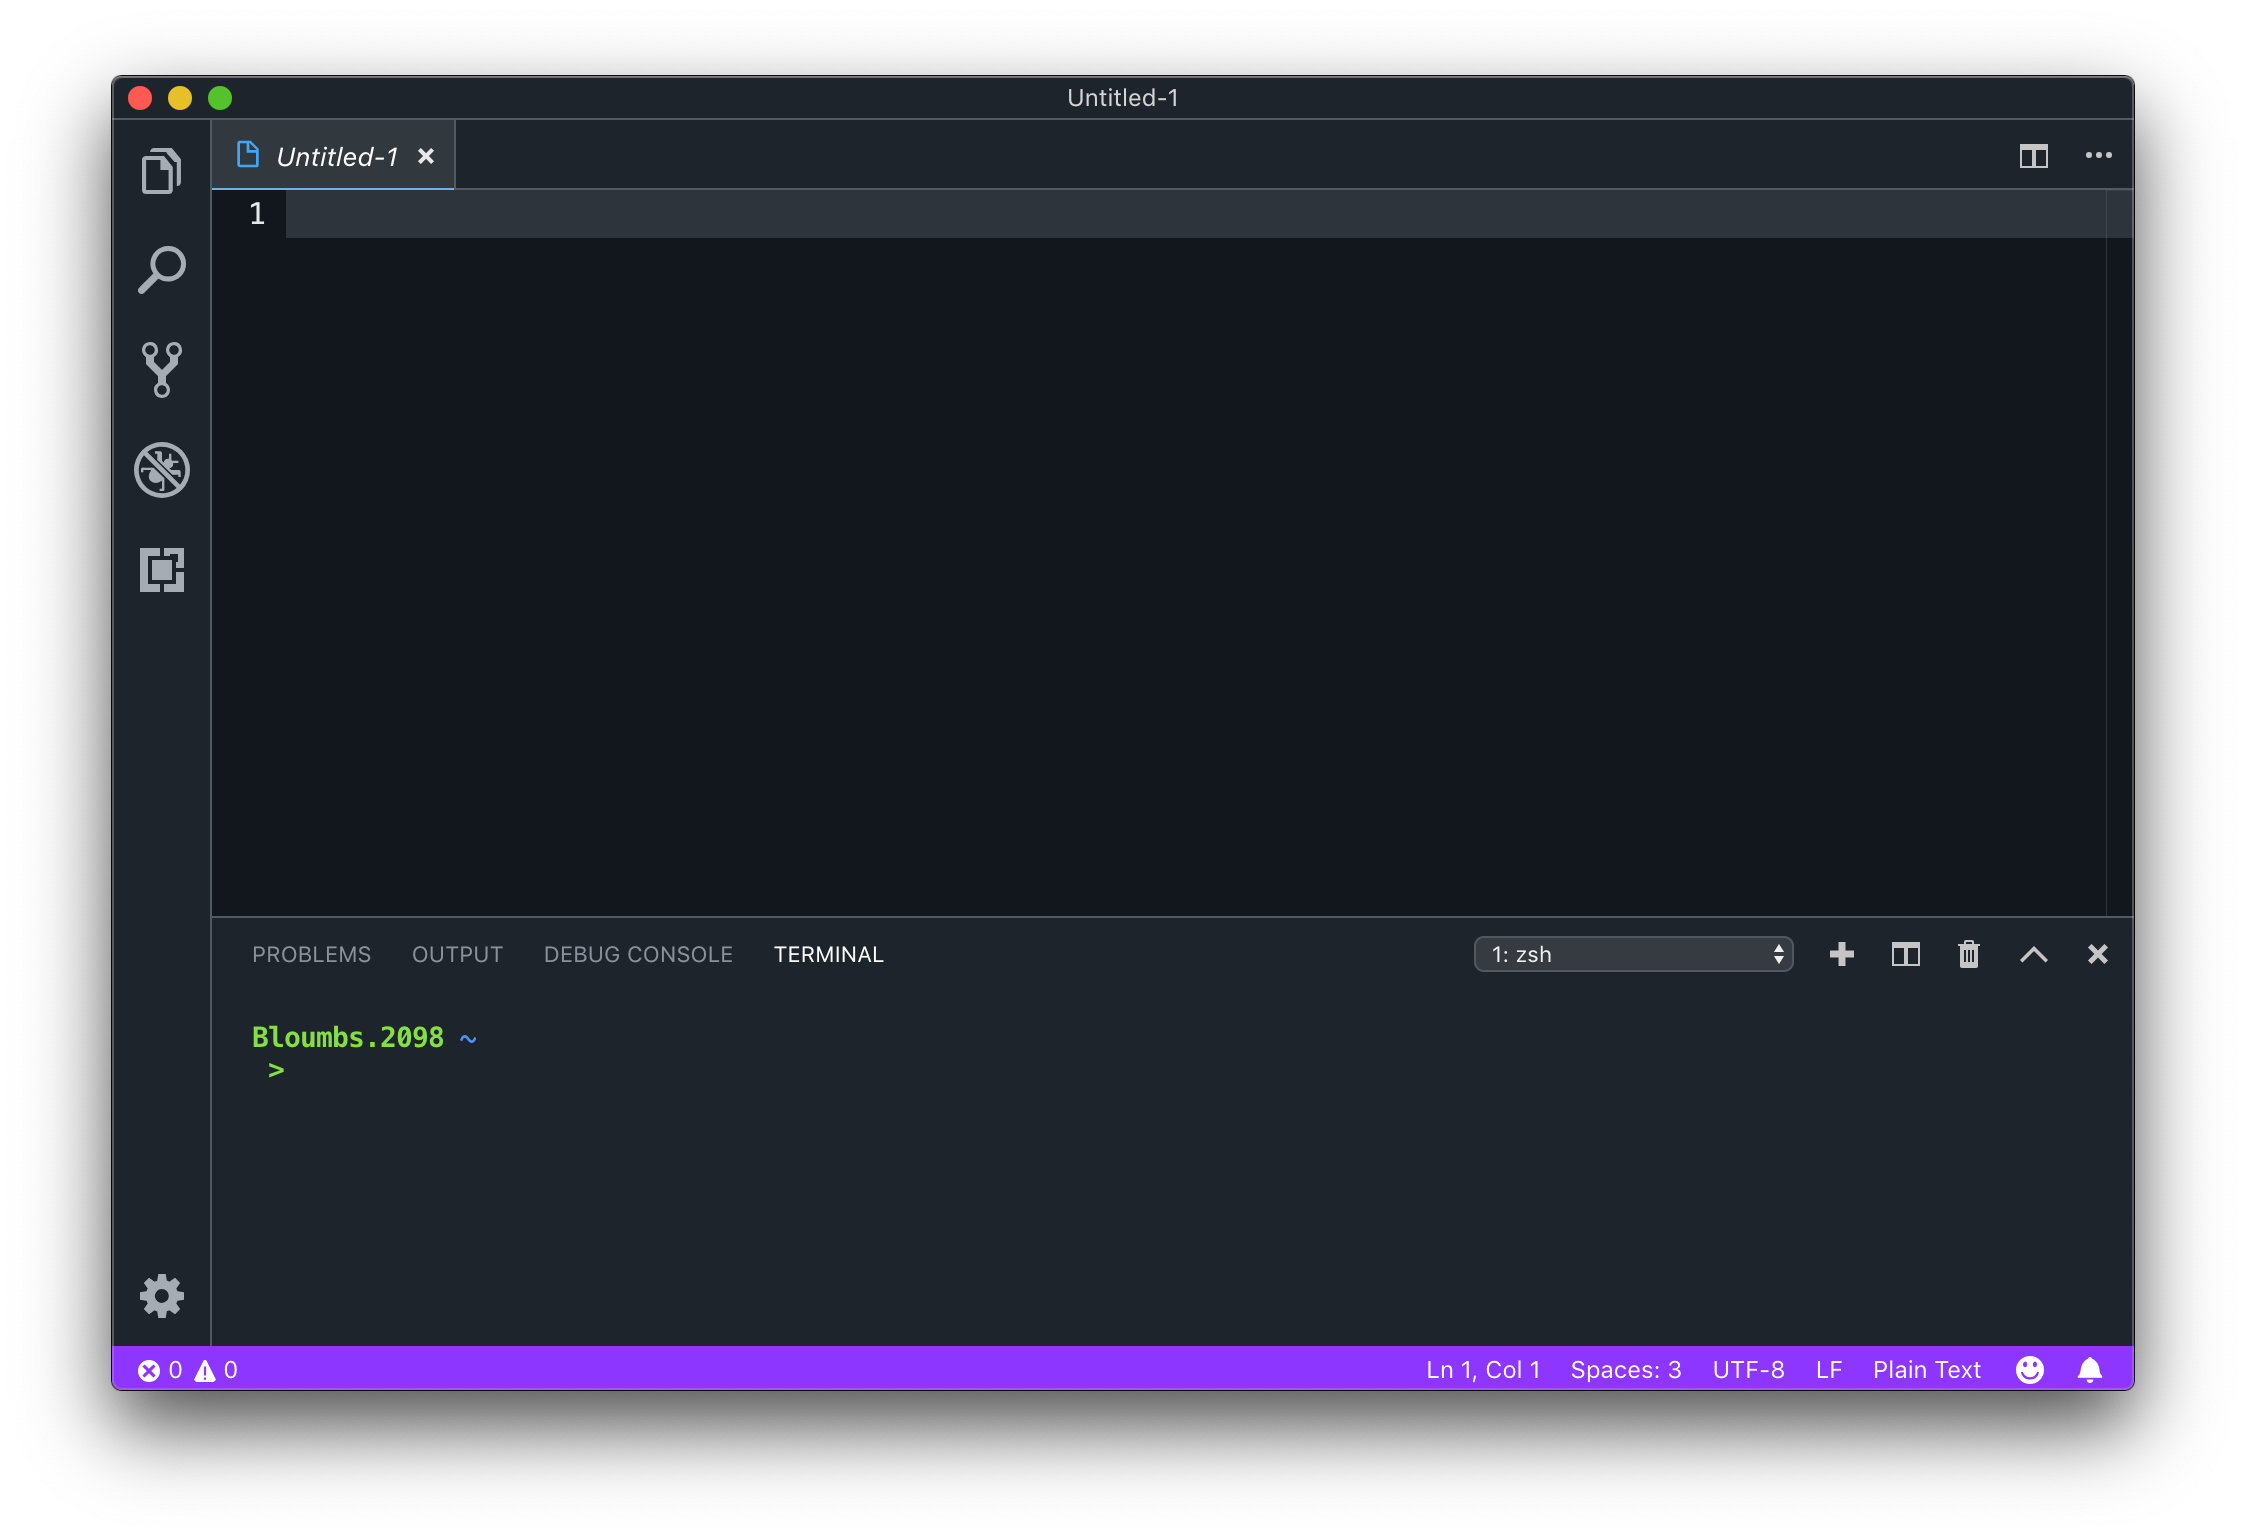 Untitled-1
Untitled-1
1
PROBLEMS OUTPUT DEBUG CONSOLE TERMINAL 1: zsh
Bloumbs.2098 ~
>
0 0 Ln 1, Col 1 Spaces: 3 UTF-8 LF Plain Text